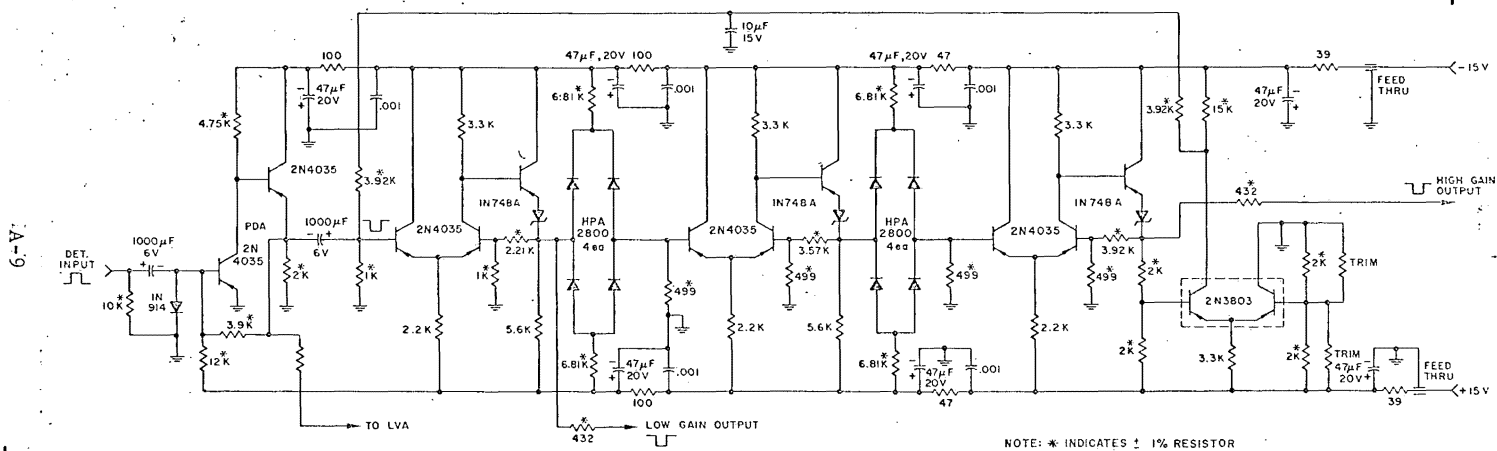 10µF
15V
100
47µF, 20V
100
47µF, 20V
47
39
-15V
FEED
THRU
47µF
20V
.001
.001
.001
47µF
20V
*
4.75K
*
6.81K
*
6.81K
*
3.92K
*
15K
3.3K
3.3K
3.3K
2N4035
*
3.92K
HIGH GAIN
OUTPUT
*
432
1N748A
1N748A
1N748A
PDA
2N
4035
1000µF
6V
+
-
1000µF
6V
-
+
2N4035
HPA
2800
4ea
2N4035
HPA
2800
4ea
2N4035
*
2.21K
*
3.57K
*
3.92K
DET.
INPUT
1N
914
*
10K
*
2K
*
1K
*
1K
*
499
*
499
*
499
*
499
*
2K
*
2K
TRIM
2N3803
*
3.9K
*
12K
2.2K
5.6K
2.2K
5.6K
2.2K
*
2K
3.3K
*
2K
TRIM
*
6.81K
47µF
20V
.001
*
6.81K
47µF
20V
.001
47µF
20V
FEED
THRU
100
47
39
+15V
TO LVA
*
432
LOW GAIN OUTPUT
NOTE: * INDICATES ± 1% RESISTOR
A-9